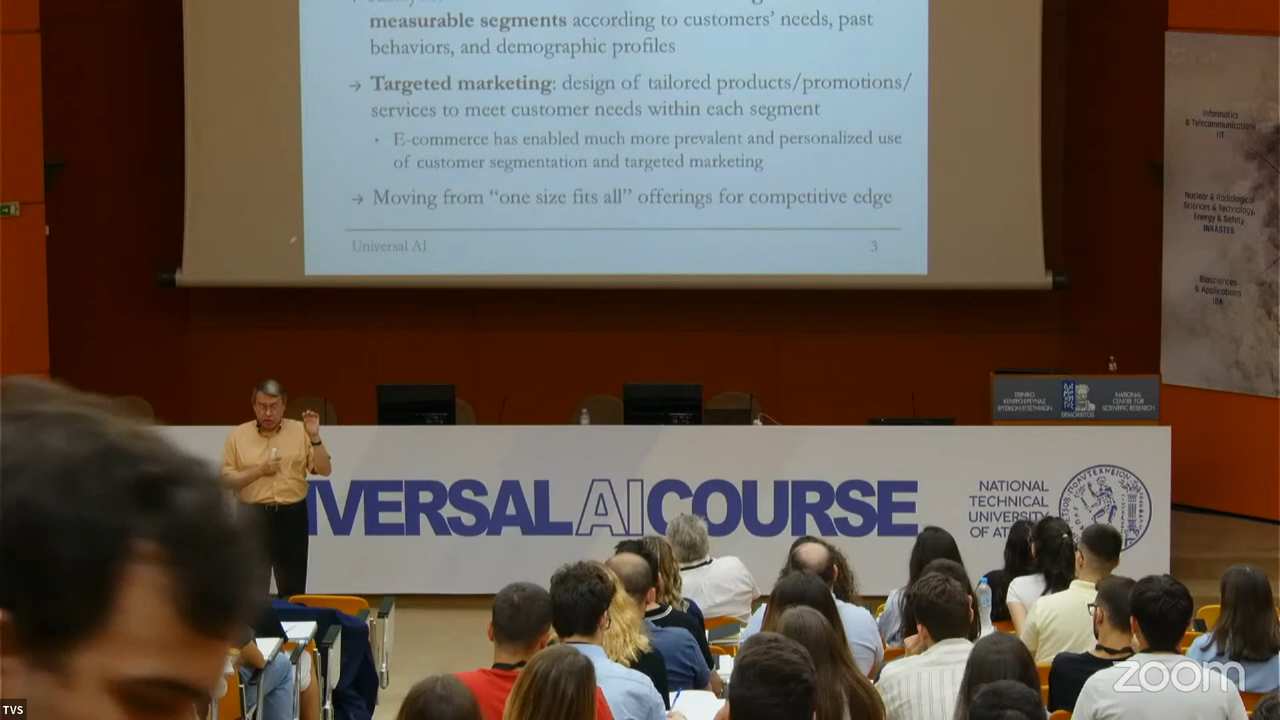 measurable segments according to customers' needs, past
behaviors, and demographic profiles
→ Targeted marketing: design of tailored products/promotions/
services to meet customer needs within each segment
• E-commerce has enabled much more prevalent and personalized use
of customer segmentation and targeted marketing
→ Moving from “one size fits all” offerings for competitive edge
Universal AI 3
Informatics
& Telecommunications
IIT
Nuclear & Radiological
Sciences & Technology,
Energy & Safety
INRASTES
Biosciences
& Applications
IBA
DEMOKRITOS
NATIONAL
CENTRE FOR
SCIENTIFIC RESEARCH
IVERSAL AI COURSE
NATIONAL
TECHNICAL
UNIVERSITY
OF AT
zoom
TVS